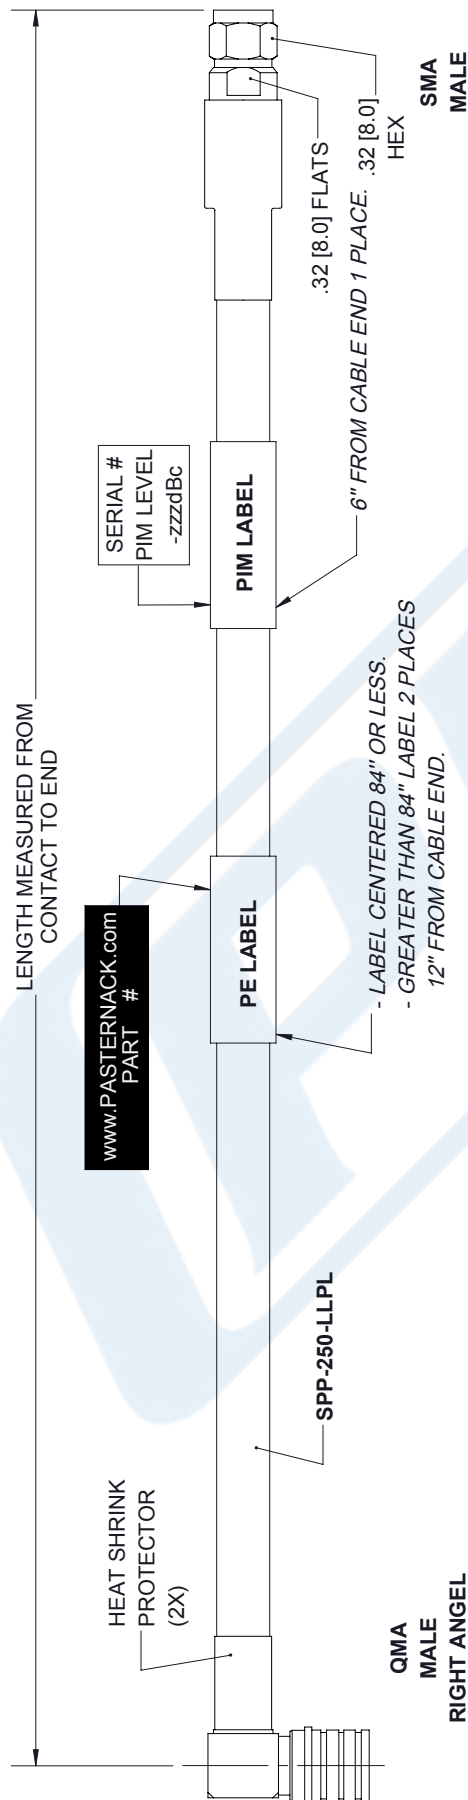 LENGTH MEASURED FROM
CONTACT TO END
HEAT SHRINK
PROTECTOR
(2X)
www.PASTERNACK.com
PART #
SERIAL #
PIM LEVEL
-zzzdBc
PE LABEL
PIM LABEL
.32 [8.0] FLATS
6" FROM CABLE END 1 PLACE.
.32 [8.0]
HEX
SPP-250-LLPL
- LABEL CENTERED 84" OR LESS.
- GREATER THAN 84" LABEL 2 PLACES
12" FROM CABLE END.
QMA
MALE
RIGHT ANGEL
SMA
MALE